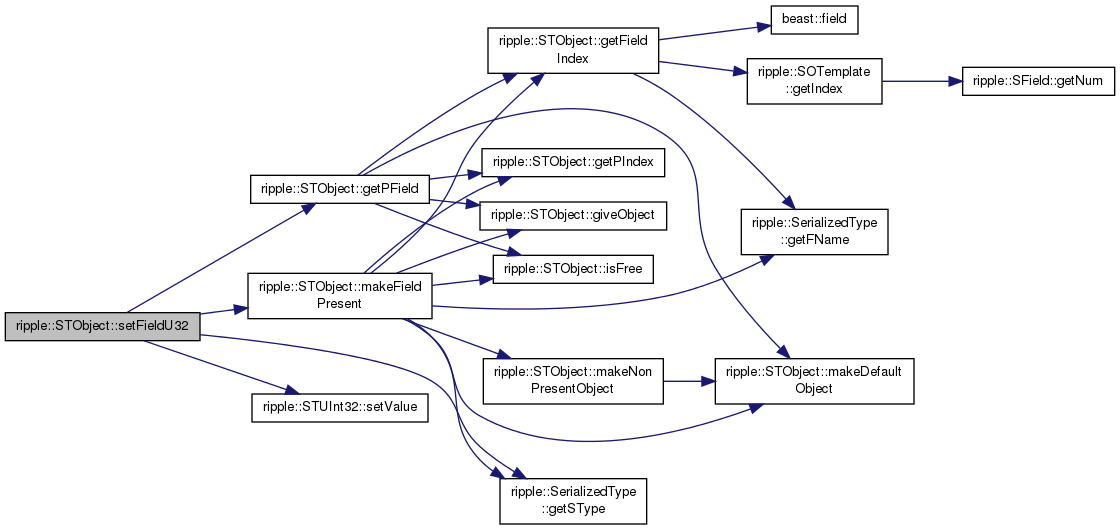 beast::field
ripple::STObject::getField
Index
ripple::SOTemplate
::getIndex
ripple::SField::getNum
ripple::STObject::getPIndex
ripple::STObject::getPField
ripple::STObject::giveObject
ripple::SerializedType
::getFName
ripple::STObject::isFree
ripple::STObject::makeField
Present
ripple::STObject::setFieldU32
ripple::STObject::makeNon
PresentObject
ripple::STObject::makeDefault
Object
ripple::STUInt32::setValue
ripple::SerializedType
::getSType